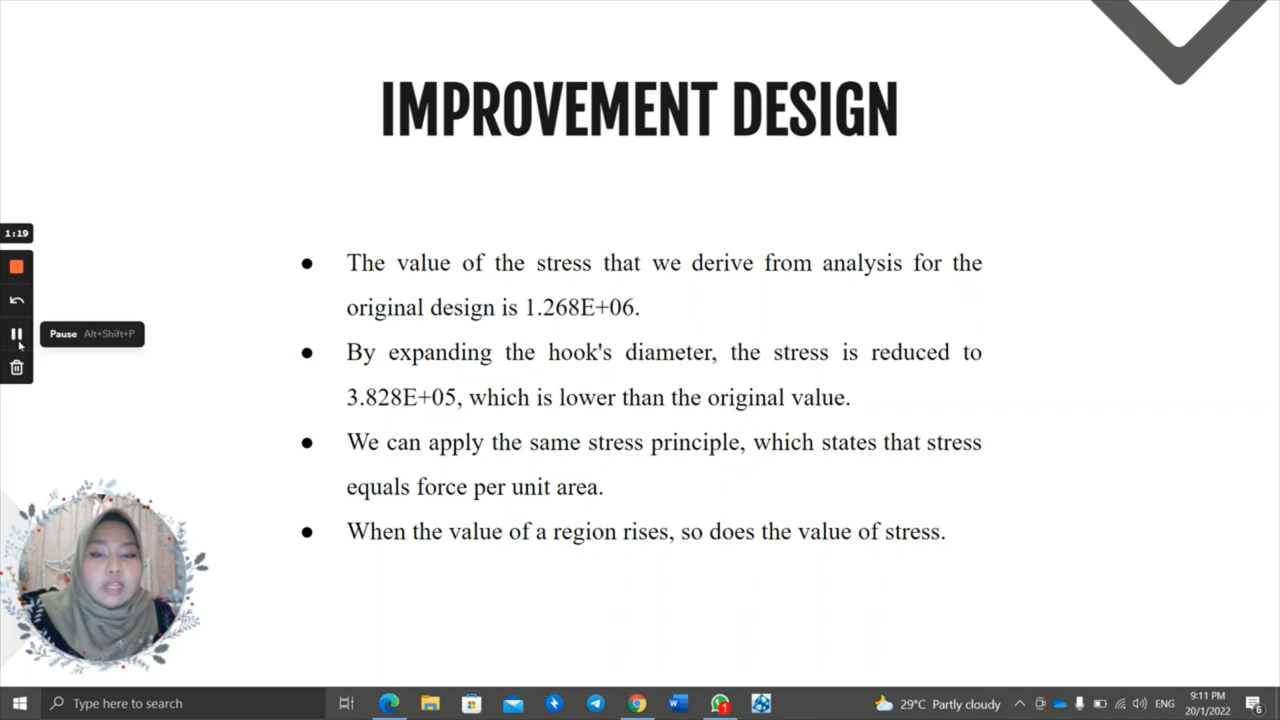 IMPROVEMENT DESIGN
1:19
● The value of the stress that we derive from analysis for the
original design is 1.268E+06.
Pause Alt+Shift+P
● By expanding the hook's diameter, the stress is reduced to
3.828E+05, which is lower than the original value.
● We can apply the same stress principle, which states that stress
equals force per unit area.
● When the value of a region rises, so does the value of stress.
Type here to search
1
29°C Partly cloudy
ENG
9:11 PM
20/1/2022
6